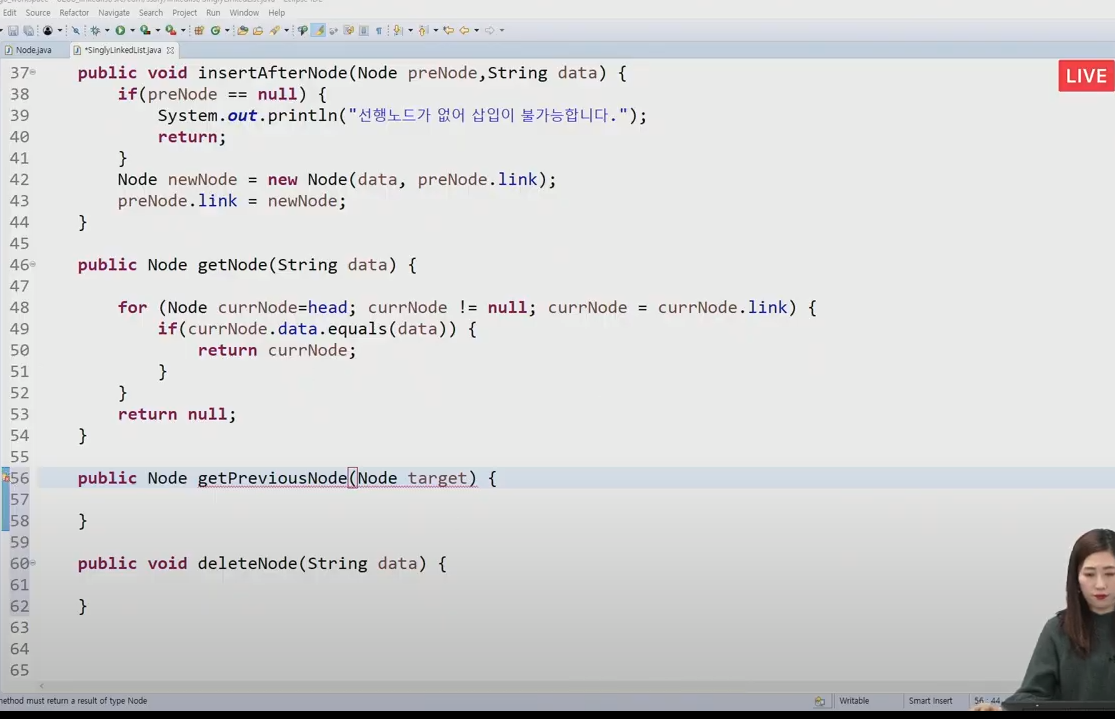 Edit Source Refactor Navigate Search Project Run Window Help
Node.java *SinglyLinkedList.java
LIVE
37 public void insertAfterNode(Node preNode,String data) {
38 if(preNode == null) {
39 System.out.println("선행노드가 없어 삽입이 불가능합니다.");
40 return;
41 }
42 Node newNode = new Node(data, preNode.link);
43 preNode.link = newNode;
44 }
45
46 public Node getNode(String data) {
47
48 for (Node currNode=head; currNode != null; currNode = currNode.link) {
49 if(currNode.data.equals(data)) {
50 return currNode;
51 }
52 }
53 return null;
54 }
55
56 public Node getPreviousNode(Node target) {
57
58 }
59
60 public void deleteNode(String data) {
61
62 }
63
64
65
method must return a result of type Node Writable Smart Insert